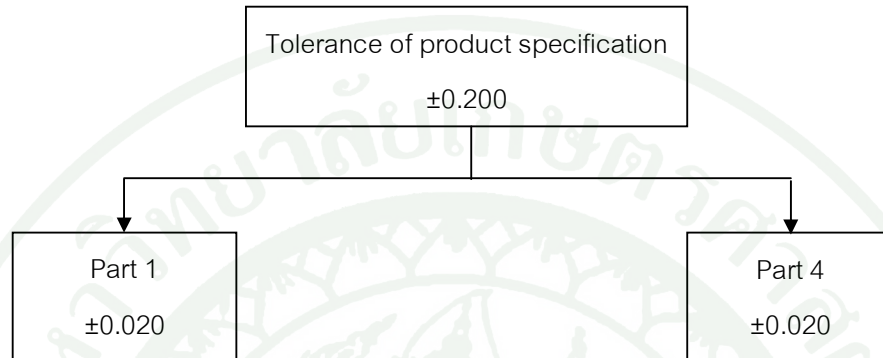 Tolerance of product specification
±0.200
Part 1
±0.020
Part 4
±0.020